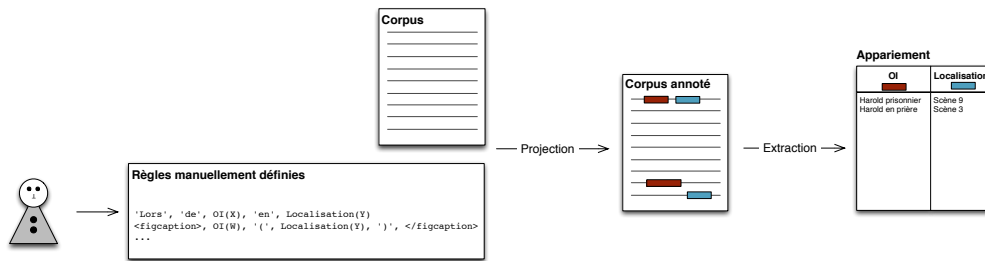 Corpus
Règles manuellement définies
'Lors', 'de', OI(X), 'en', Localisation(Y)
<figcaption>, OI(W), '(', Localisation(Y), ')', </figcaption>
...
Projection
Corpus annoté
Extraction
Appariement
OI Localisation
Harold prisonnier Scène 9
Harold en prière Scène 3